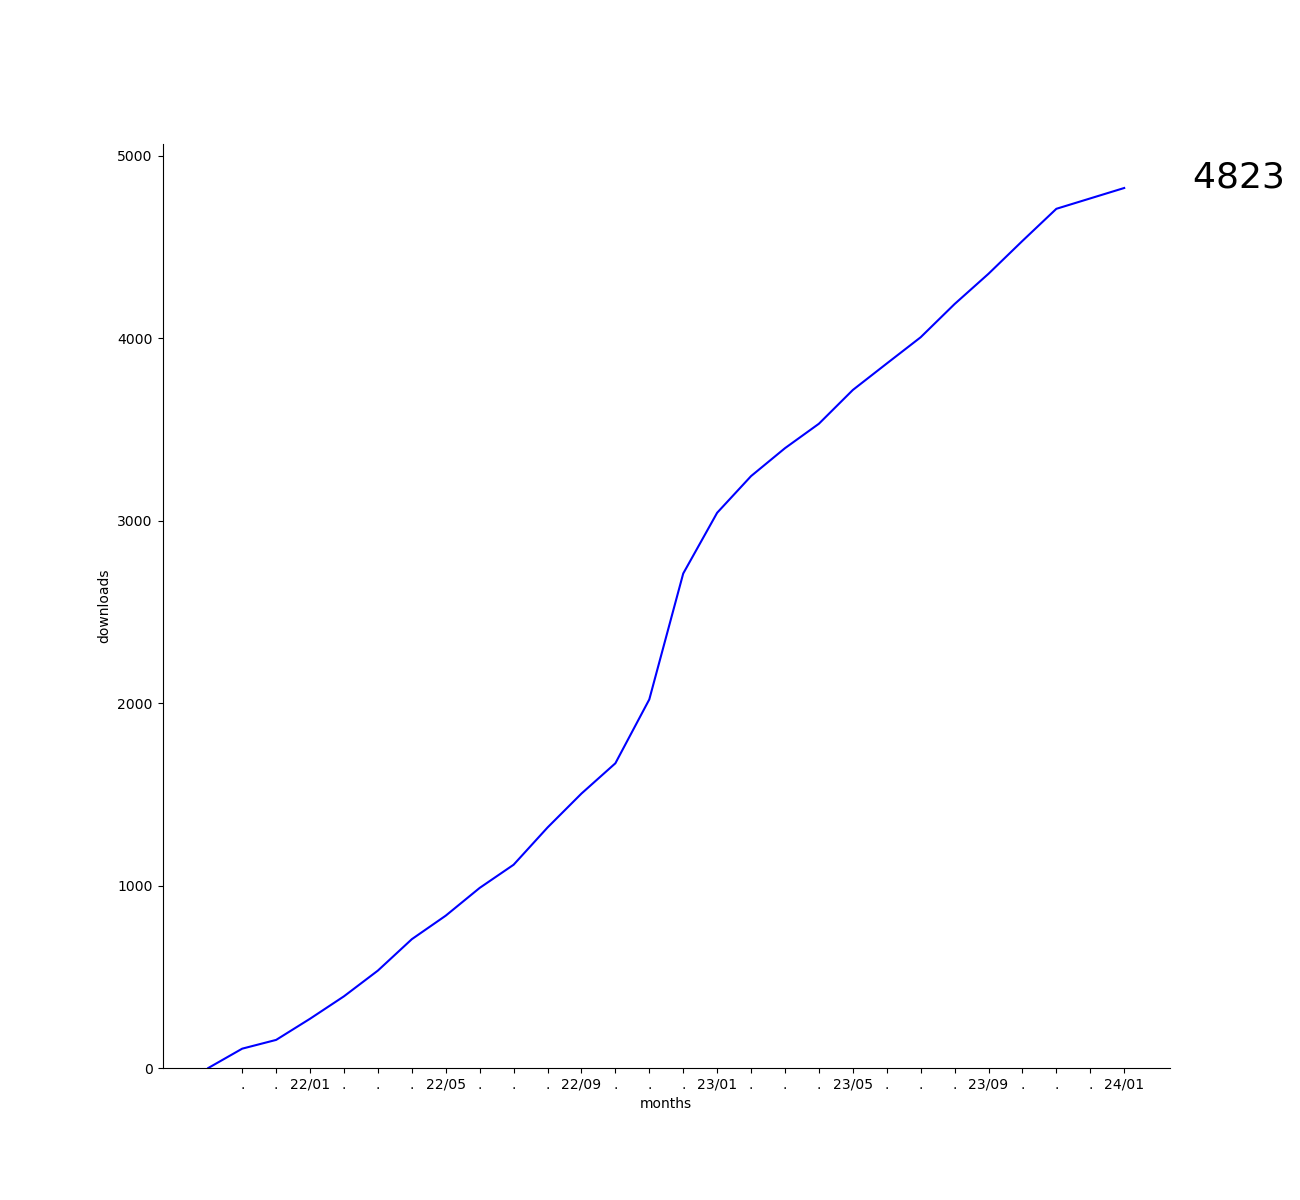 5000
4823
4000
3000
downloads
2000
1000
0
. . 22/01 . . . 22/05 . . . 22/09 . . . 23/01 . . . 23/05 . . . 23/09 . . . 24/01
months